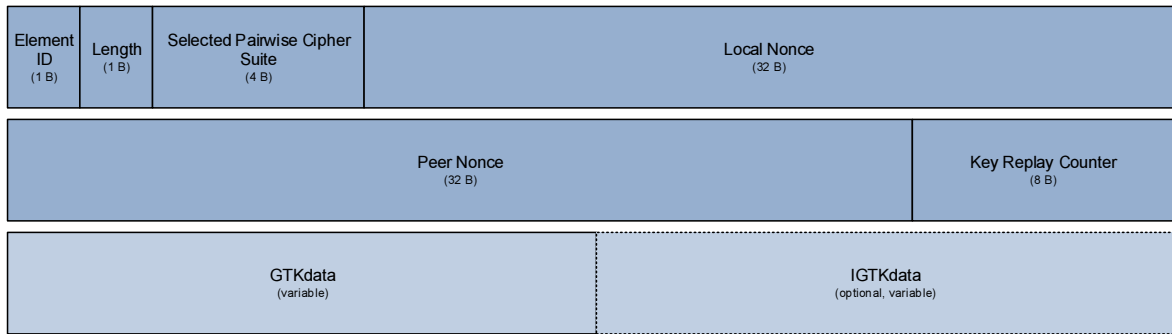 Element
ID
(1 B)
Length
(1 B)
Selected Pairwise Cipher
Suite
(4 B)
Local Nonce
(32 B)
Peer Nonce
(32 B)
Key Replay Counter
(8 B)
GTKdata
(variable)
IGTKdata
(optional, variable)